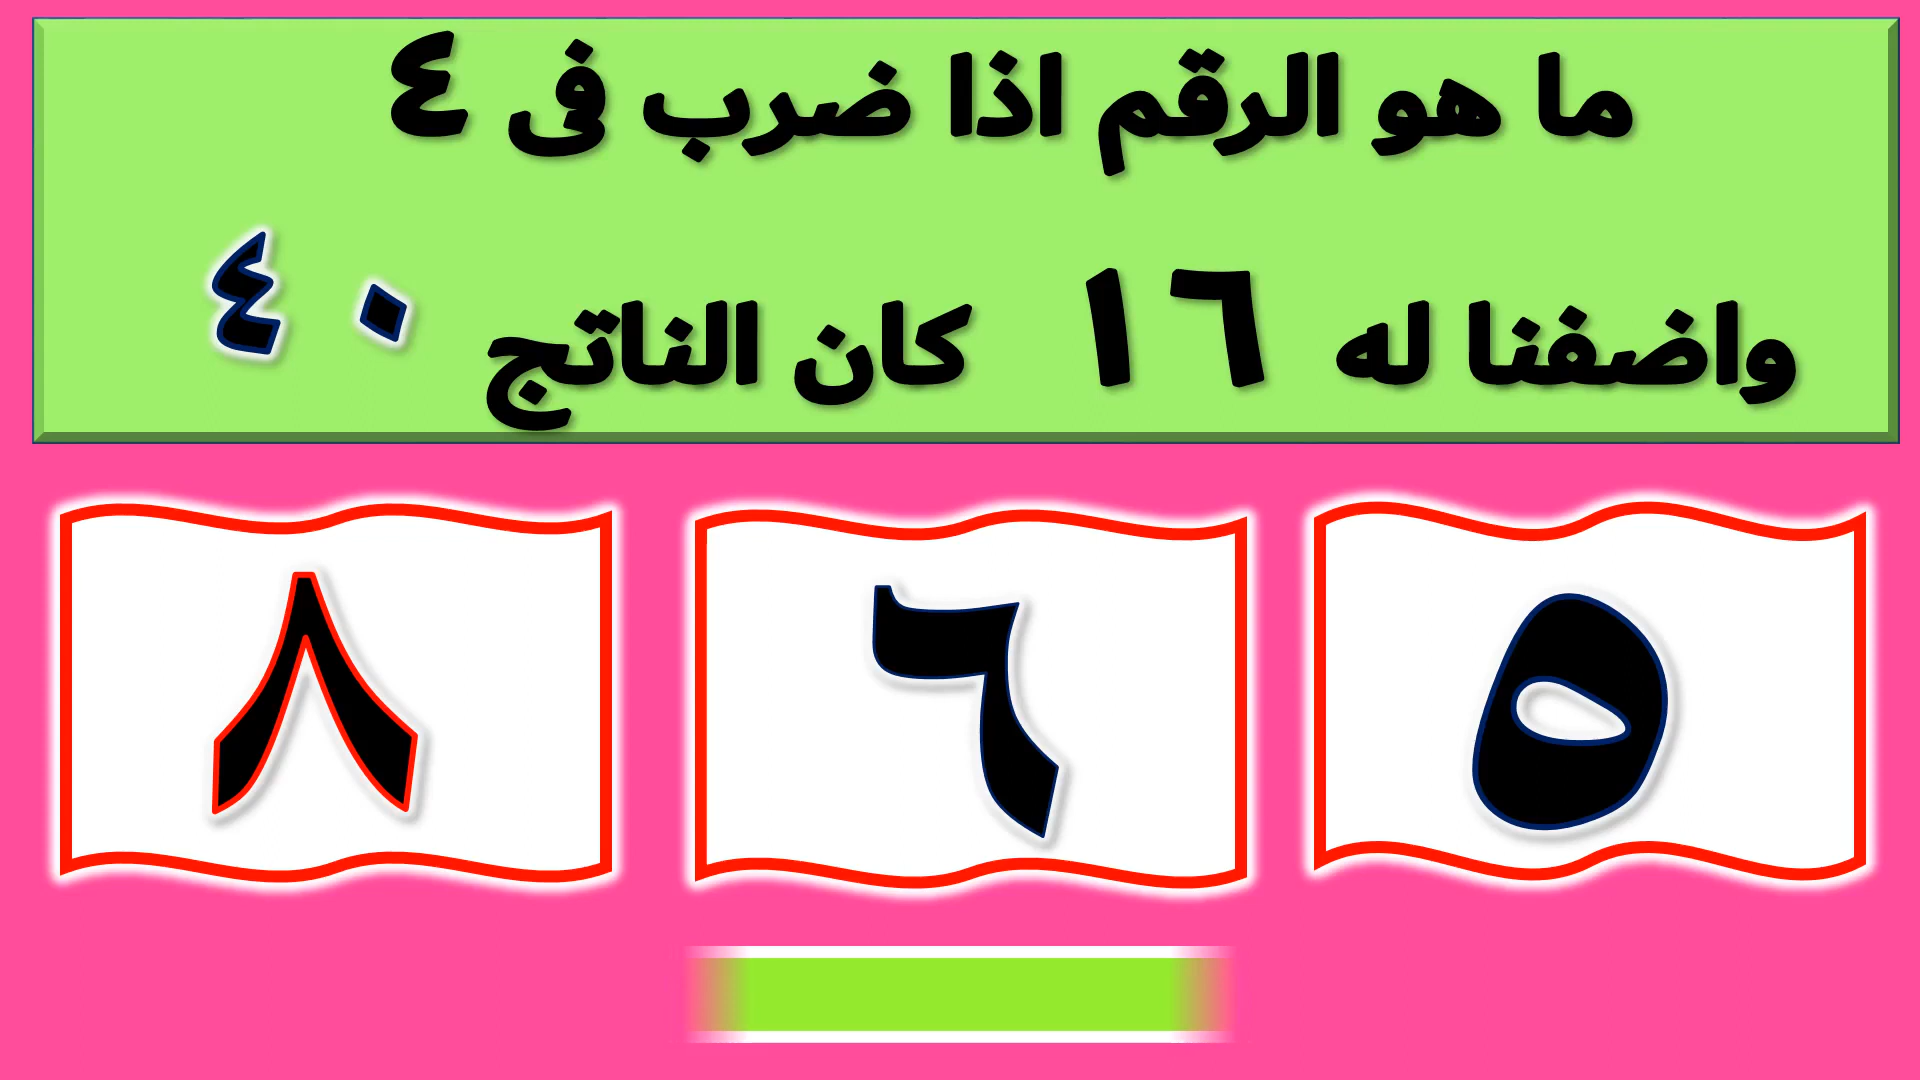 ما هو الرقم اذا ضرب فى ٤
واضفنا له ١٦ كان الناتج ٤٠
٥ ٦ ٨